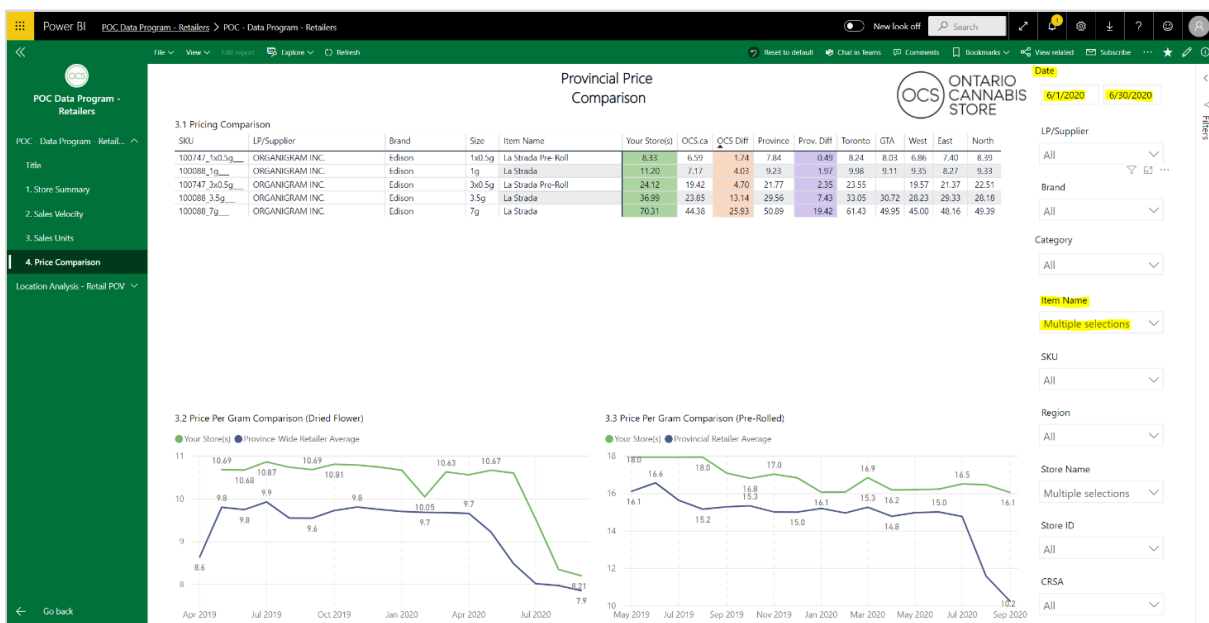 Power BI POC Data Program - Retailers > POC - Data Program - Retailers New look off Search 1 ?
File View Edit report Explore Refresh Reset to default Chat in Teams Comments Bookmarks View related Subscribe ...
OCS
POC Data Program -
Retailers
POC - Data Program - Retail...
Title
1. Store Summary
2. Sales Velocity
3. Sales Units
4. Price Comparison
Location Analysis - Retail POV
Go back
Provincial Price
Comparison
OCS ONTARIO
CANNABIS
STORE
3.1 Pricing Comparison
SKU LP/Supplier Brand Size Item Name Your Store(s) OCS.ca OCS Diff Province Prov. Diff Toronto GTA West East North
100747_1x0.5g__ ORGANIGRAM INC. Edison 1x0.5g La Strada Pre-Roll 8.33 6.59 1.74 7.84 0.49 8.24 8.03 6.86 7.40 8.39
100088_1g__ ORGANIGRAM INC. Edison 1g La Strada 11.20 7.17 4.03 9.23 1.97 9.98 9.11 9.35 8.27 9.33
100747_3x0.5g__ ORGANIGRAM INC. Edison 3x0.5g La Strada Pre-Roll 24.12 19.42 4.70 21.77 2.35 23.55 19.57 21.37 22.51
100088_3.5g__ ORGANIGRAM INC. Edison 3.5g La Strada 36.99 23.85 13.14 29.56 7.43 33.05 30.72 28.23 29.33 28.18
100088_7g__ ORGANIGRAM INC. Edison 7g La Strada 70.31 44.38 25.93 50.89 19.42 61.43 49.95 45.00 48.16 49.39
3.2 Price Per Gram Comparison (Dried Flower)
Your Store(s) Province-Wide Retailer Average
11
10
9
8
10.69 10.68 10.87 10.69 10.81 10.05 10.63 10.67 8.21
8.6 9.8 9.8 9.9 9.6 9.8 9.7 9.7 7.9
Apr 2019 Jul 2019 Oct 2019 Jan 2020 Apr 2020 Jul 2020
3.3 Price Per Gram Comparison (Pre-Rolled)
Your Store(s) Provincial Retailer Average
18
16
14
12
10
18.0 18.0 16.8 17.0 16.1 16.9 16.2 16.5 16.1
16.1 16.6 15.2 15.3 15.0 15.3 14.8 15.0 10.2
May 2019 Jul 2019 Sep 2019 Nov 2019 Jan 2020 Mar 2020 May 2020 Jul 2020 Sep 2020
Date
6/1/2020 6/30/2020
LP/Supplier
All
Brand
All
Category
All
Item Name
Multiple selections
SKU
All
Region
All
Store Name
Multiple selections
Store ID
All
CRSA
All
Filters